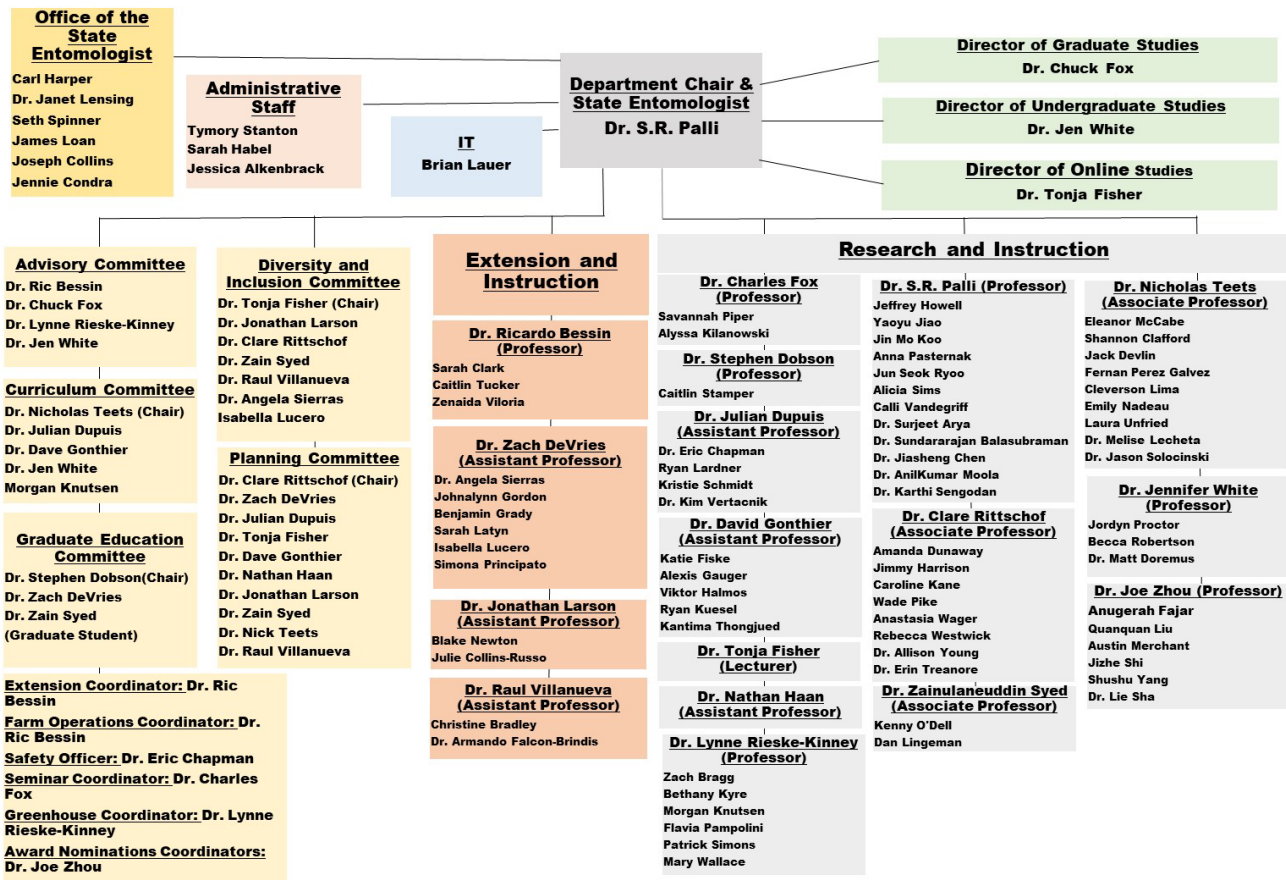 Office of the
State
Entomologist
Carl Harper
Dr. Janet Lensing
Seth Spinner
James Loan
Joseph Collins
Jennie Condra
Administrative
Staff
Tymory Stanton
Sarah Habel
Jessica Alkenbrack
IT
Brian Lauer
Department Chair &
State Entomologist
Dr. S.R. Palli
Director of Graduate Studies
Dr. Chuck Fox
Director of Undergraduate Studies
Dr. Jen White
Director of Online Studies
Dr. Tonja Fisher
Advisory Committee
Dr. Ric Bessin
Dr. Chuck Fox
Dr. Lynne Rieske-Kinney
Dr. Jen White
Curriculum Committee
Dr. Nicholas Teets (Chair)
Dr. Julian Dupuis
Dr. Dave Gonthier
Dr. Jen White
Morgan Knutsen
Graduate Education
Committee
Dr. Stephen Dobson(Chair)
Dr. Zach DeVries
Dr. Zain Syed
(Graduate Student)
Extension Coordinator: Dr. Ric
Bessin
Farm Operations Coordinator: Dr.
Ric Bessin
Safety Officer: Dr. Eric Chapman
Seminar Coordinator: Dr. Charles
Fox
Greenhouse Coordinator: Dr. Lynne
Rieske-Kinney
Award Nominations Coordinators:
Dr. Joe Zhou
Diversity and
Inclusion Committee
Dr. Tonja Fisher (Chair)
Dr. Jonathan Larson
Dr. Clare Rittschof
Dr. Zain Syed
Dr. Raul Villanueva
Dr. Angela Sierras
Isabella Lucero
Planning Committee
Dr. Clare Rittschof (Chair)
Dr. Zach DeVries
Dr. Julian Dupuis
Dr. Tonja Fisher
Dr. Dave Gonthier
Dr. Nathan Haan
Dr. Jonathan Larson
Dr. Zain Syed
Dr. Nick Teets
Dr. Raul Villanueva
Extension and
Instruction
Dr. Ricardo Bessin
(Professor)
Sarah Clark
Caitlin Tucker
Zenaida Viloria
Dr. Zach DeVries
(Assistant Professor)
Dr. Angela Sierras
Johnalynn Gordon
Benjamin Grady
Sarah Latyn
Isabella Lucero
Simona Principato
Dr. Jonathan Larson
(Assistant Professor)
Blake Newton
Julie Collins-Russo
Dr. Raul Villanueva
(Assistant Professor)
Christine Bradley
Dr. Armando Falcon-Brindis
Research and Instruction
Dr. Charles Fox
(Professor)
Savannah Piper
Alyssa Kilanowski
Dr. Stephen Dobson
(Professor)
Caitlin Stamper
Dr. Julian Dupuis
(Assistant Professor)
Dr. Eric Chapman
Ryan Lardner
Kristie Schmidt
Dr. Kim Vertacnik
Dr. David Gonthier
(Assistant Professor)
Katie Fiske
Alexis Gauger
Viktor Halmos
Ryan Kuesel
Kantima Thongjued
Dr. Tonja Fisher
(Lecturer)
Dr. Nathan Haan
(Assistant Professor)
Dr. Lynne Rieske-Kinney
(Professor)
Zach Bragg
Bethany Kyre
Morgan Knutsen
Flavia Pampolini
Patrick Simons
Mary Wallace
Dr. S.R. Palli (Professor)
Jeffrey Howell
Yaoyu Jiao
Jin Mo Koo
Anna Pasternak
Jun Seok Ryoo
Alicia Sims
Calli Vandegriff
Dr. Surjeet Arya
Dr. Sundararajan Balasubraman
Dr. Jiasheng Chen
Dr. AnilKumar Moola
Dr. Karthi Sengodan
Dr. Clare Rittschof
(Associate Professor)
Amanda Dunaway
Jimmy Harrison
Caroline Kane
Wade Pike
Anastasia Wager
Rebecca Westwick
Dr. Allison Young
Dr. Erin Treanore
Dr. Zainulaneuddin Syed
(Associate Professor)
Kenny O'Dell
Dan Lingeman
Dr. Nicholas Teets
(Associate Professor)
Eleanor McCabe
Shannon Clafford
Jack Devlin
Fernan Perez Galvez
Cleverson Lima
Emily Nadeau
Laura Unfried
Dr. Melise Lecheta
Dr. Jason Solocinski
Dr. Jennifer White
(Professor)
Jordyn Proctor
Becca Robertson
Dr. Matt Doremus
Dr. Joe Zhou (Professor)
Anugerah Fajar
Quanquan Liu
Austin Merchant
Jizhe Shi
Shushu Yang
Dr. Lie Sha